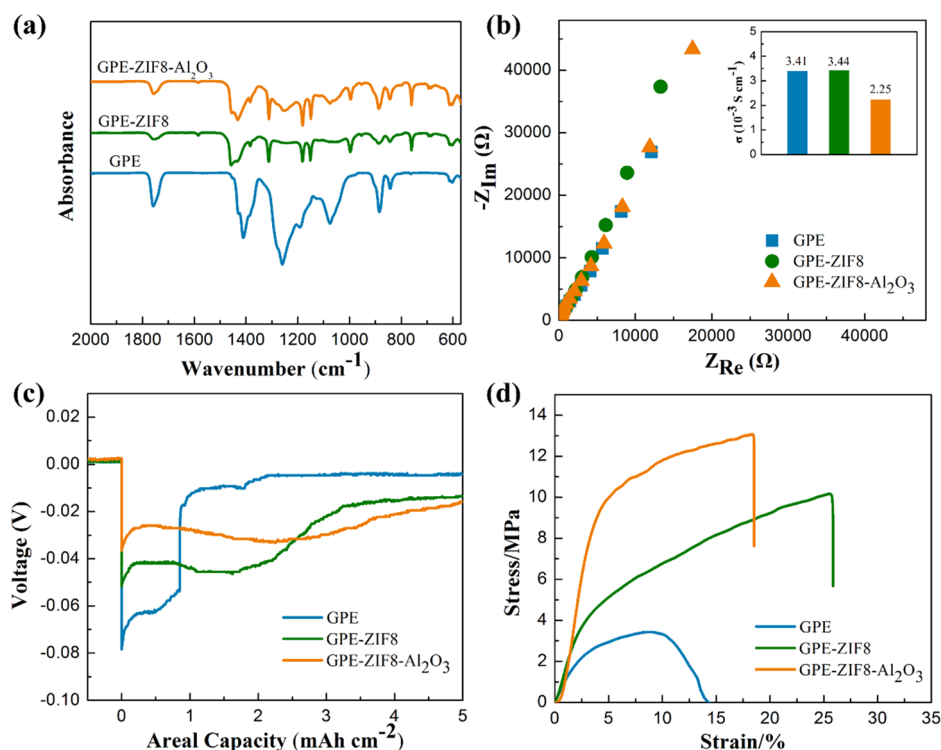 (a)
GPE-ZIF8-Al2O3
GPE-ZIF8
GPE
Absorbance
2000 1800 1600 1400 1200 1000 800 600
Wavenumber (cm-1)
(b)
40000
30000
20000
10000
0
-ZIm (Ω)
0 10000 20000 30000 40000
ZRe (Ω)
5
4
3
2
1
0
σ (10-3 S cm-1)
3.41 3.44 2.25
GPE
GPE-ZIF8
GPE-ZIF8-Al2O3
(c)
0.02
0.00
-0.02
-0.04
-0.06
-0.08
-0.10
Voltage (V)
GPE
GPE-ZIF8
GPE-ZIF8-Al2O3
0 1 2 3 4 5
Areal Capacity (mAh cm-2)
(d)
14
12
10
8
6
4
2
0
Stress/MPa
GPE
GPE-ZIF8
GPE-ZIF8-Al2O3
0 5 10 15 20 25 30 35
Strain/%